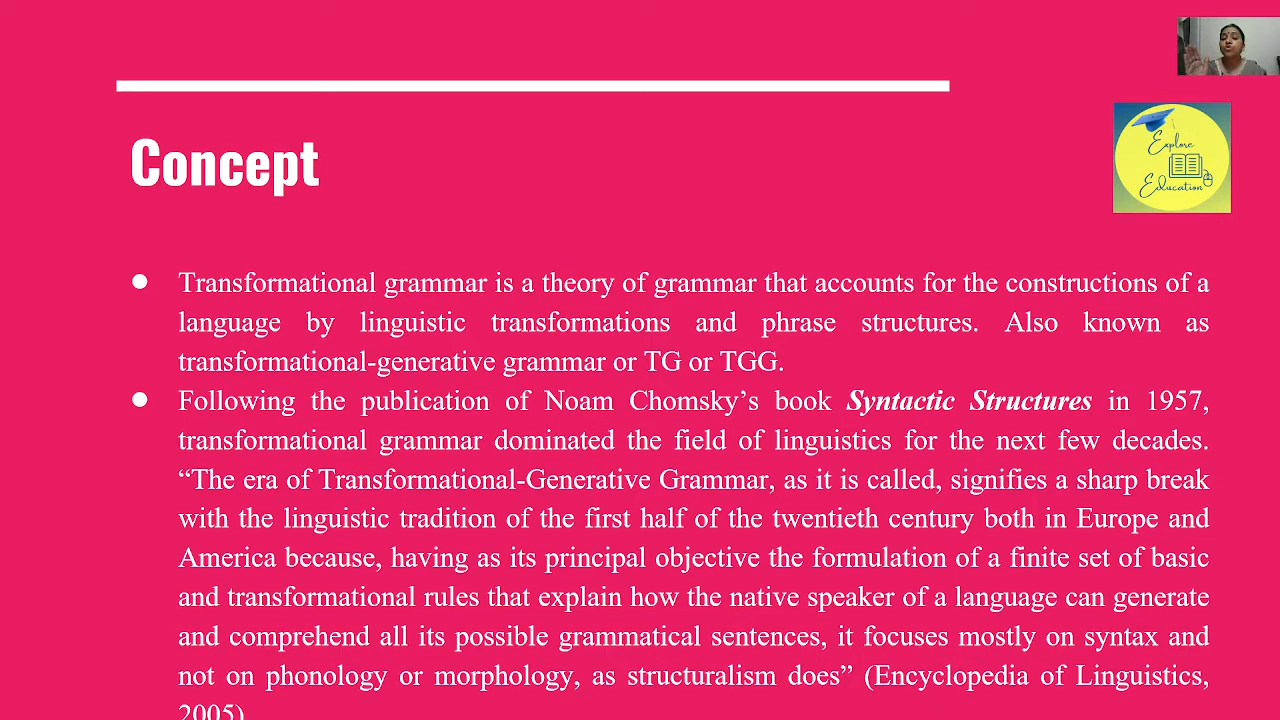 Explore
Education
Concept
● Transformational grammar is a theory of grammar that accounts for the constructions of a
language by linguistic transformations and phrase structures. Also known as
transformational-generative grammar or TG or TGG.
● Following the publication of Noam Chomsky’s book Syntactic Structures in 1957,
transformational grammar dominated the field of linguistics for the next few decades.
“The era of Transformational-Generative Grammar, as it is called, signifies a sharp break
with the linguistic tradition of the first half of the twentieth century both in Europe and
America because, having as its principal objective the formulation of a finite set of basic
and transformational rules that explain how the native speaker of a language can generate
and comprehend all its possible grammatical sentences, it focuses mostly on syntax and
not on phonology or morphology, as structuralism does” (Encyclopedia of Linguistics,
2005)